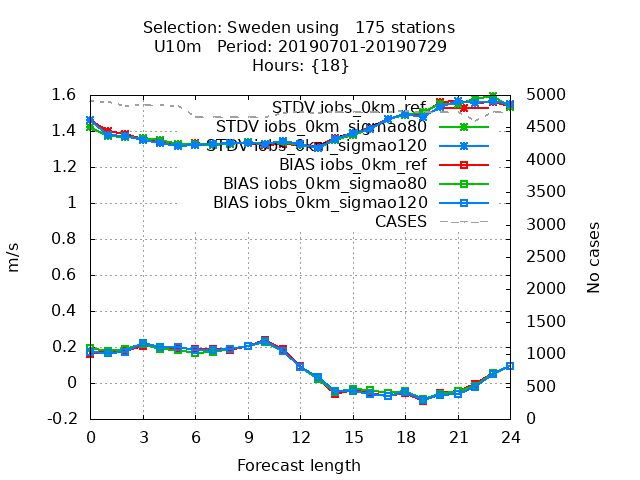 Selection: Sweden using   175 stations
U10m   Period: 20190701-20190729
Hours: {18}
STDV iobs_0km_ref
STDV iobs_0km_sigmao80
STDV iobs_0km_sigmao120
BIAS iobs_0km_ref
BIAS iobs_0km_sigmao80
BIAS iobs_0km_sigmao120
CASES
1.6
1.4
1.2
1
0.8
0.6
0.4
0.2
0
-0.2
m/s
5000
4500
4000
3500
3000
2500
2000
1500
1000
500
0
No cases
0 3 6 9 12 15 18 21 24
Forecast length